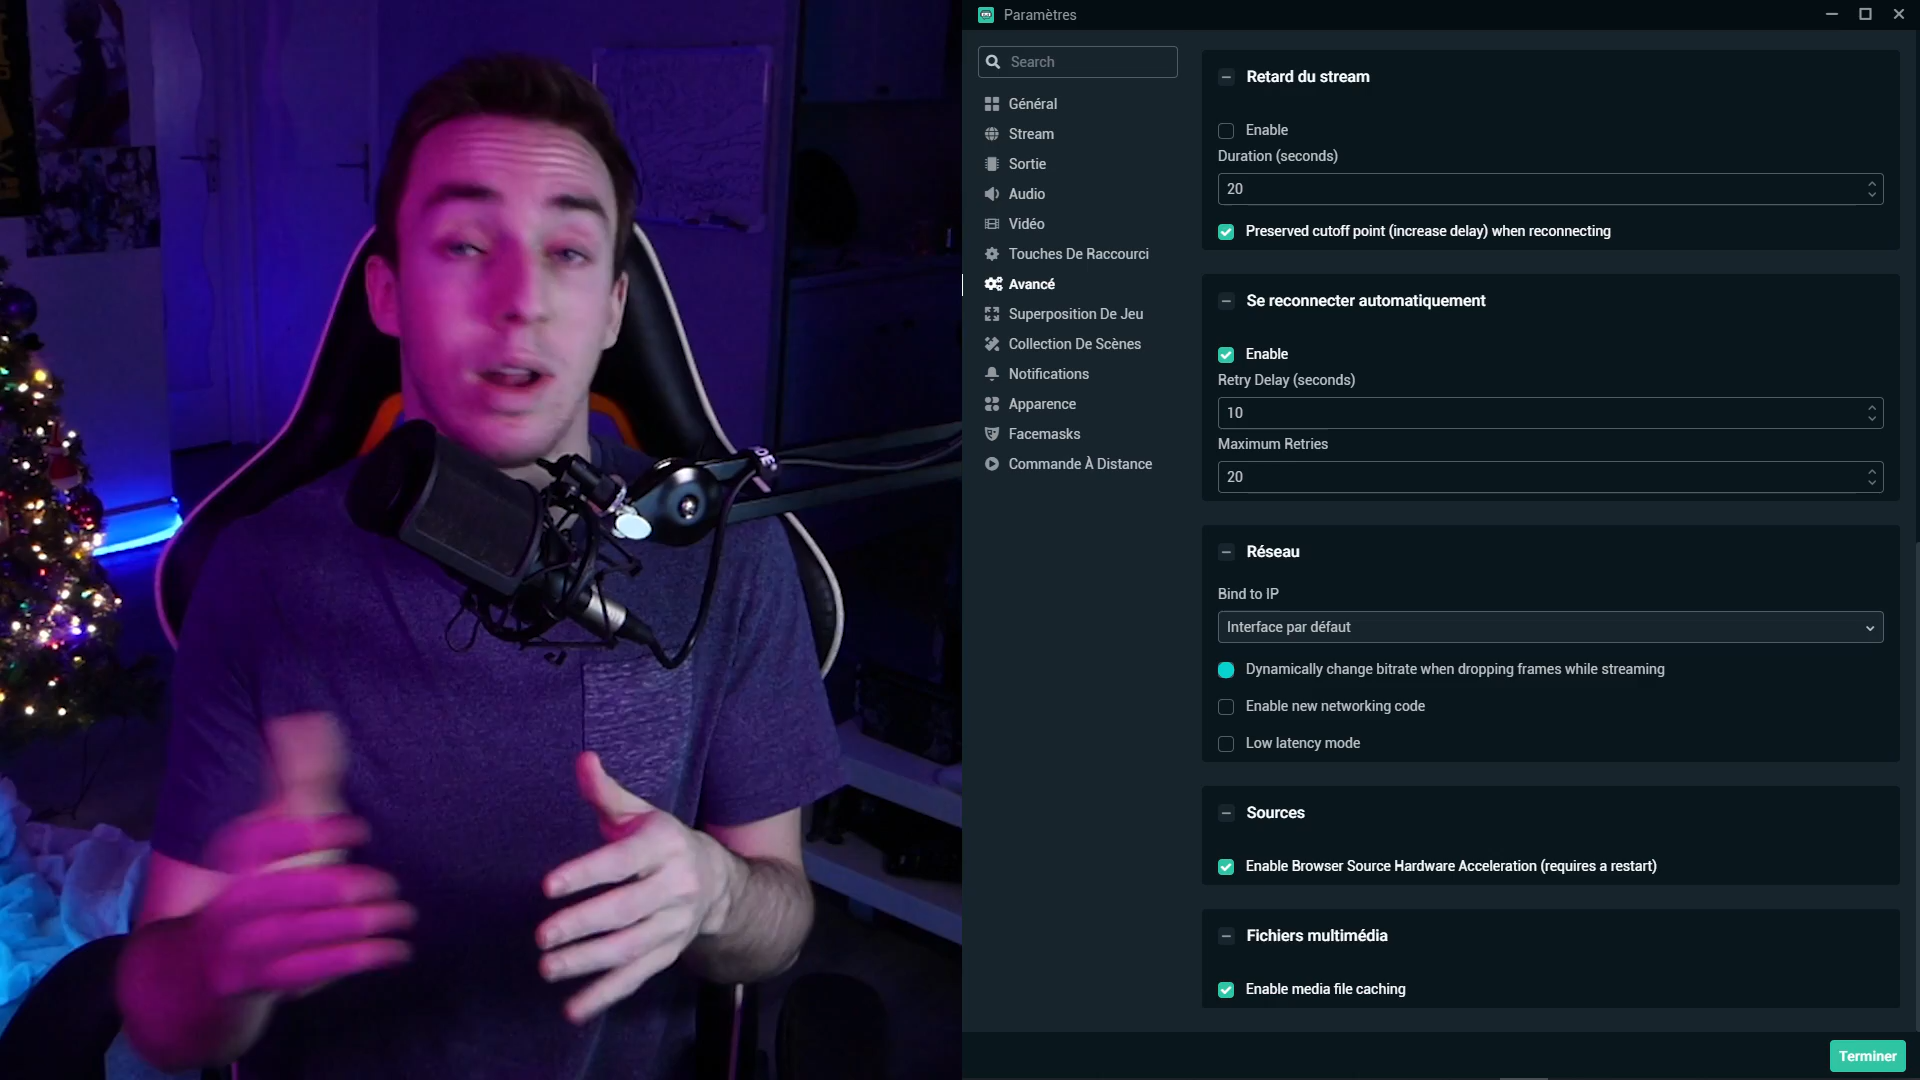 Paramètres
Search
Général
Stream
Sortie
Audio
Vidéo
Touches De Raccourci
Avancé
Superposition De Jeu
Collection De Scènes
Notifications
Apparence
Facemasks
Commande À Distance
Retard du stream
Enable
Duration (seconds)
20
Preserved cutoff point (increase delay) when reconnecting
Se reconnecter automatiquement
Enable
Retry Delay (seconds)
10
Maximum Retries
20
Réseau
Bind to IP
Interface par défaut
Dynamically change bitrate when dropping frames while streaming
Enable new networking code
Low latency mode
Sources
Enable Browser Source Hardware Acceleration (requires a restart)
Fichiers multimédia
Enable media file caching
Terminer